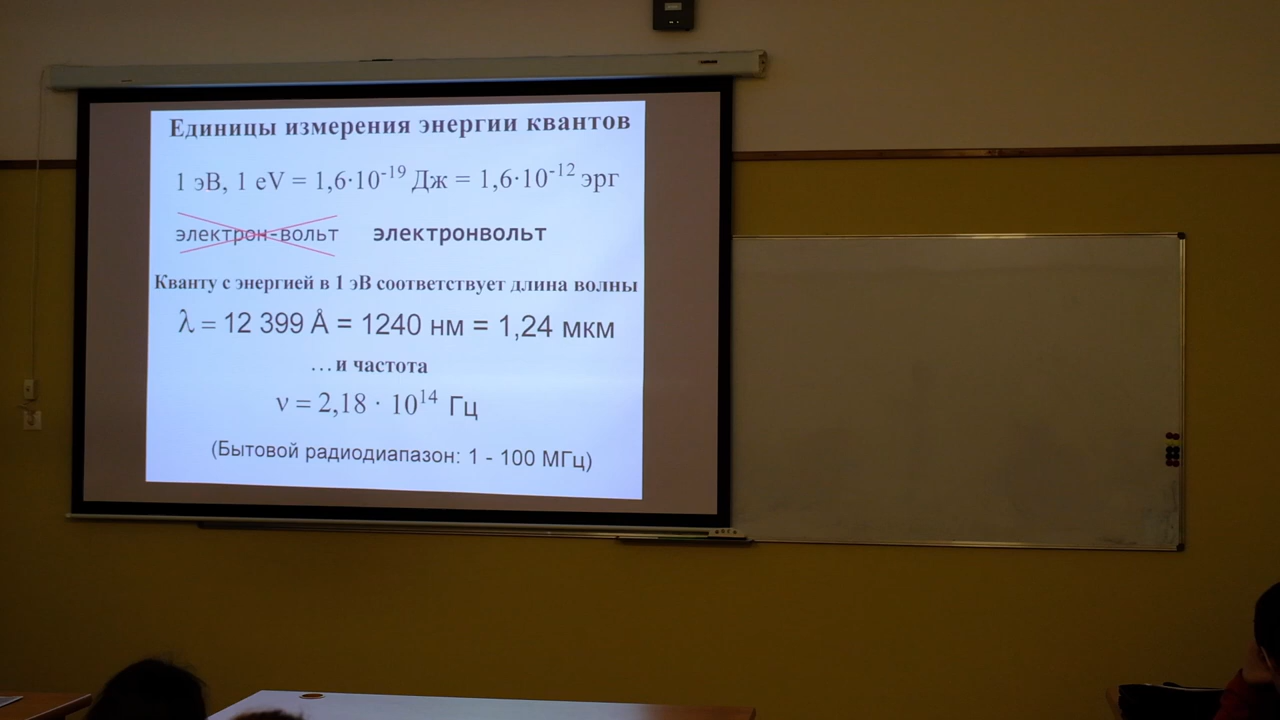 Единицы измерения энергии квантов
1 эВ, 1 eV = 1,6·10⁻¹⁹ Дж = 1,6·10⁻¹² эрг
электрон-вольт электронвольт
Кванту с энергией в 1 эВ соответствует длина волны
λ = 12 399 Å = 1240 нм = 1,24 мкм
…и частота
ν = 2,18 · 10¹⁴ Гц
(Бытовой радиодиапазон: 1 - 100 МГц)